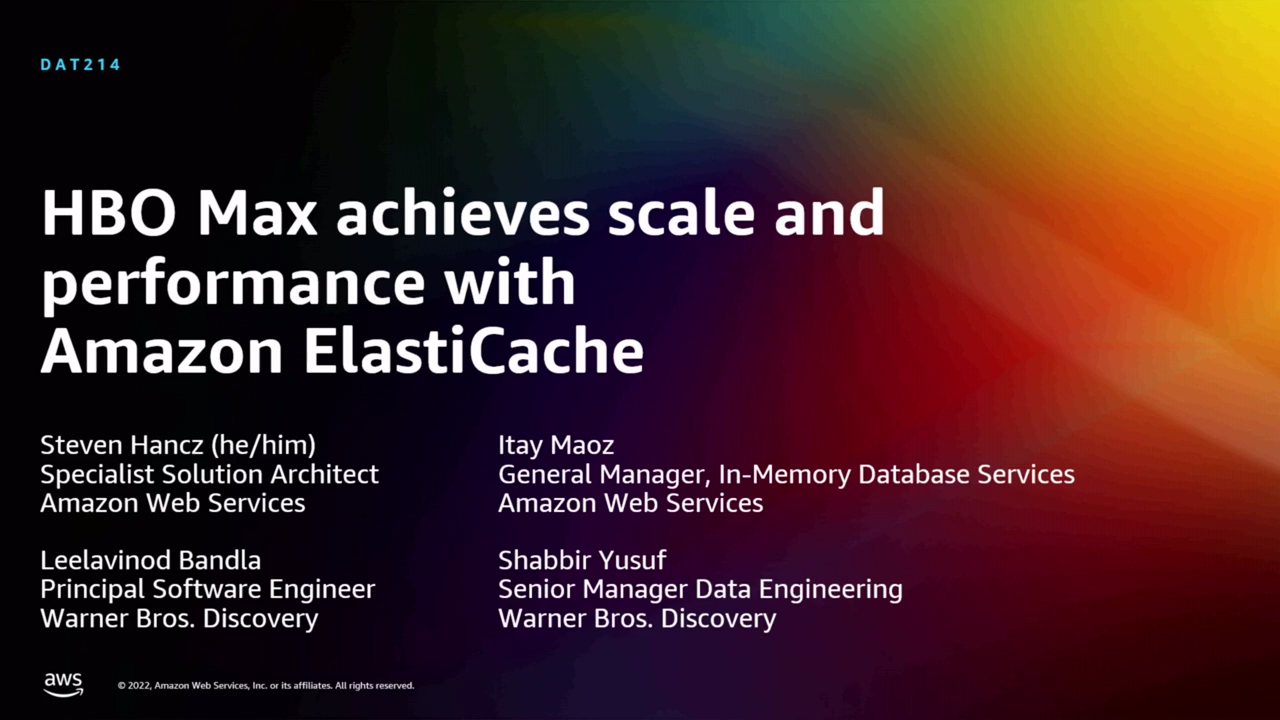 DAT214
HBO Max achieves scale and
performance with
Amazon ElastiCache
Steven Hancz (he/him)
Specialist Solution Architect
Amazon Web Services
Itay Maoz
General Manager, In-Memory Database Services
Amazon Web Services
Leelavinod Bandla
Principal Software Engineer
Warner Bros. Discovery
Shabbir Yusuf
Senior Manager Data Engineering
Warner Bros. Discovery
aws
© 2022, Amazon Web Services, Inc. or its affiliates. All rights reserved.